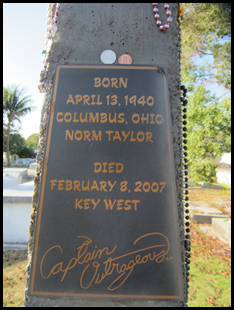 BORN
APRIL 13, 1940
COLUMBUS, OHIO
NORM TAYLOR
DIED
FEBRUARY 8, 2007
KEY WEST
Captain
Outrageous